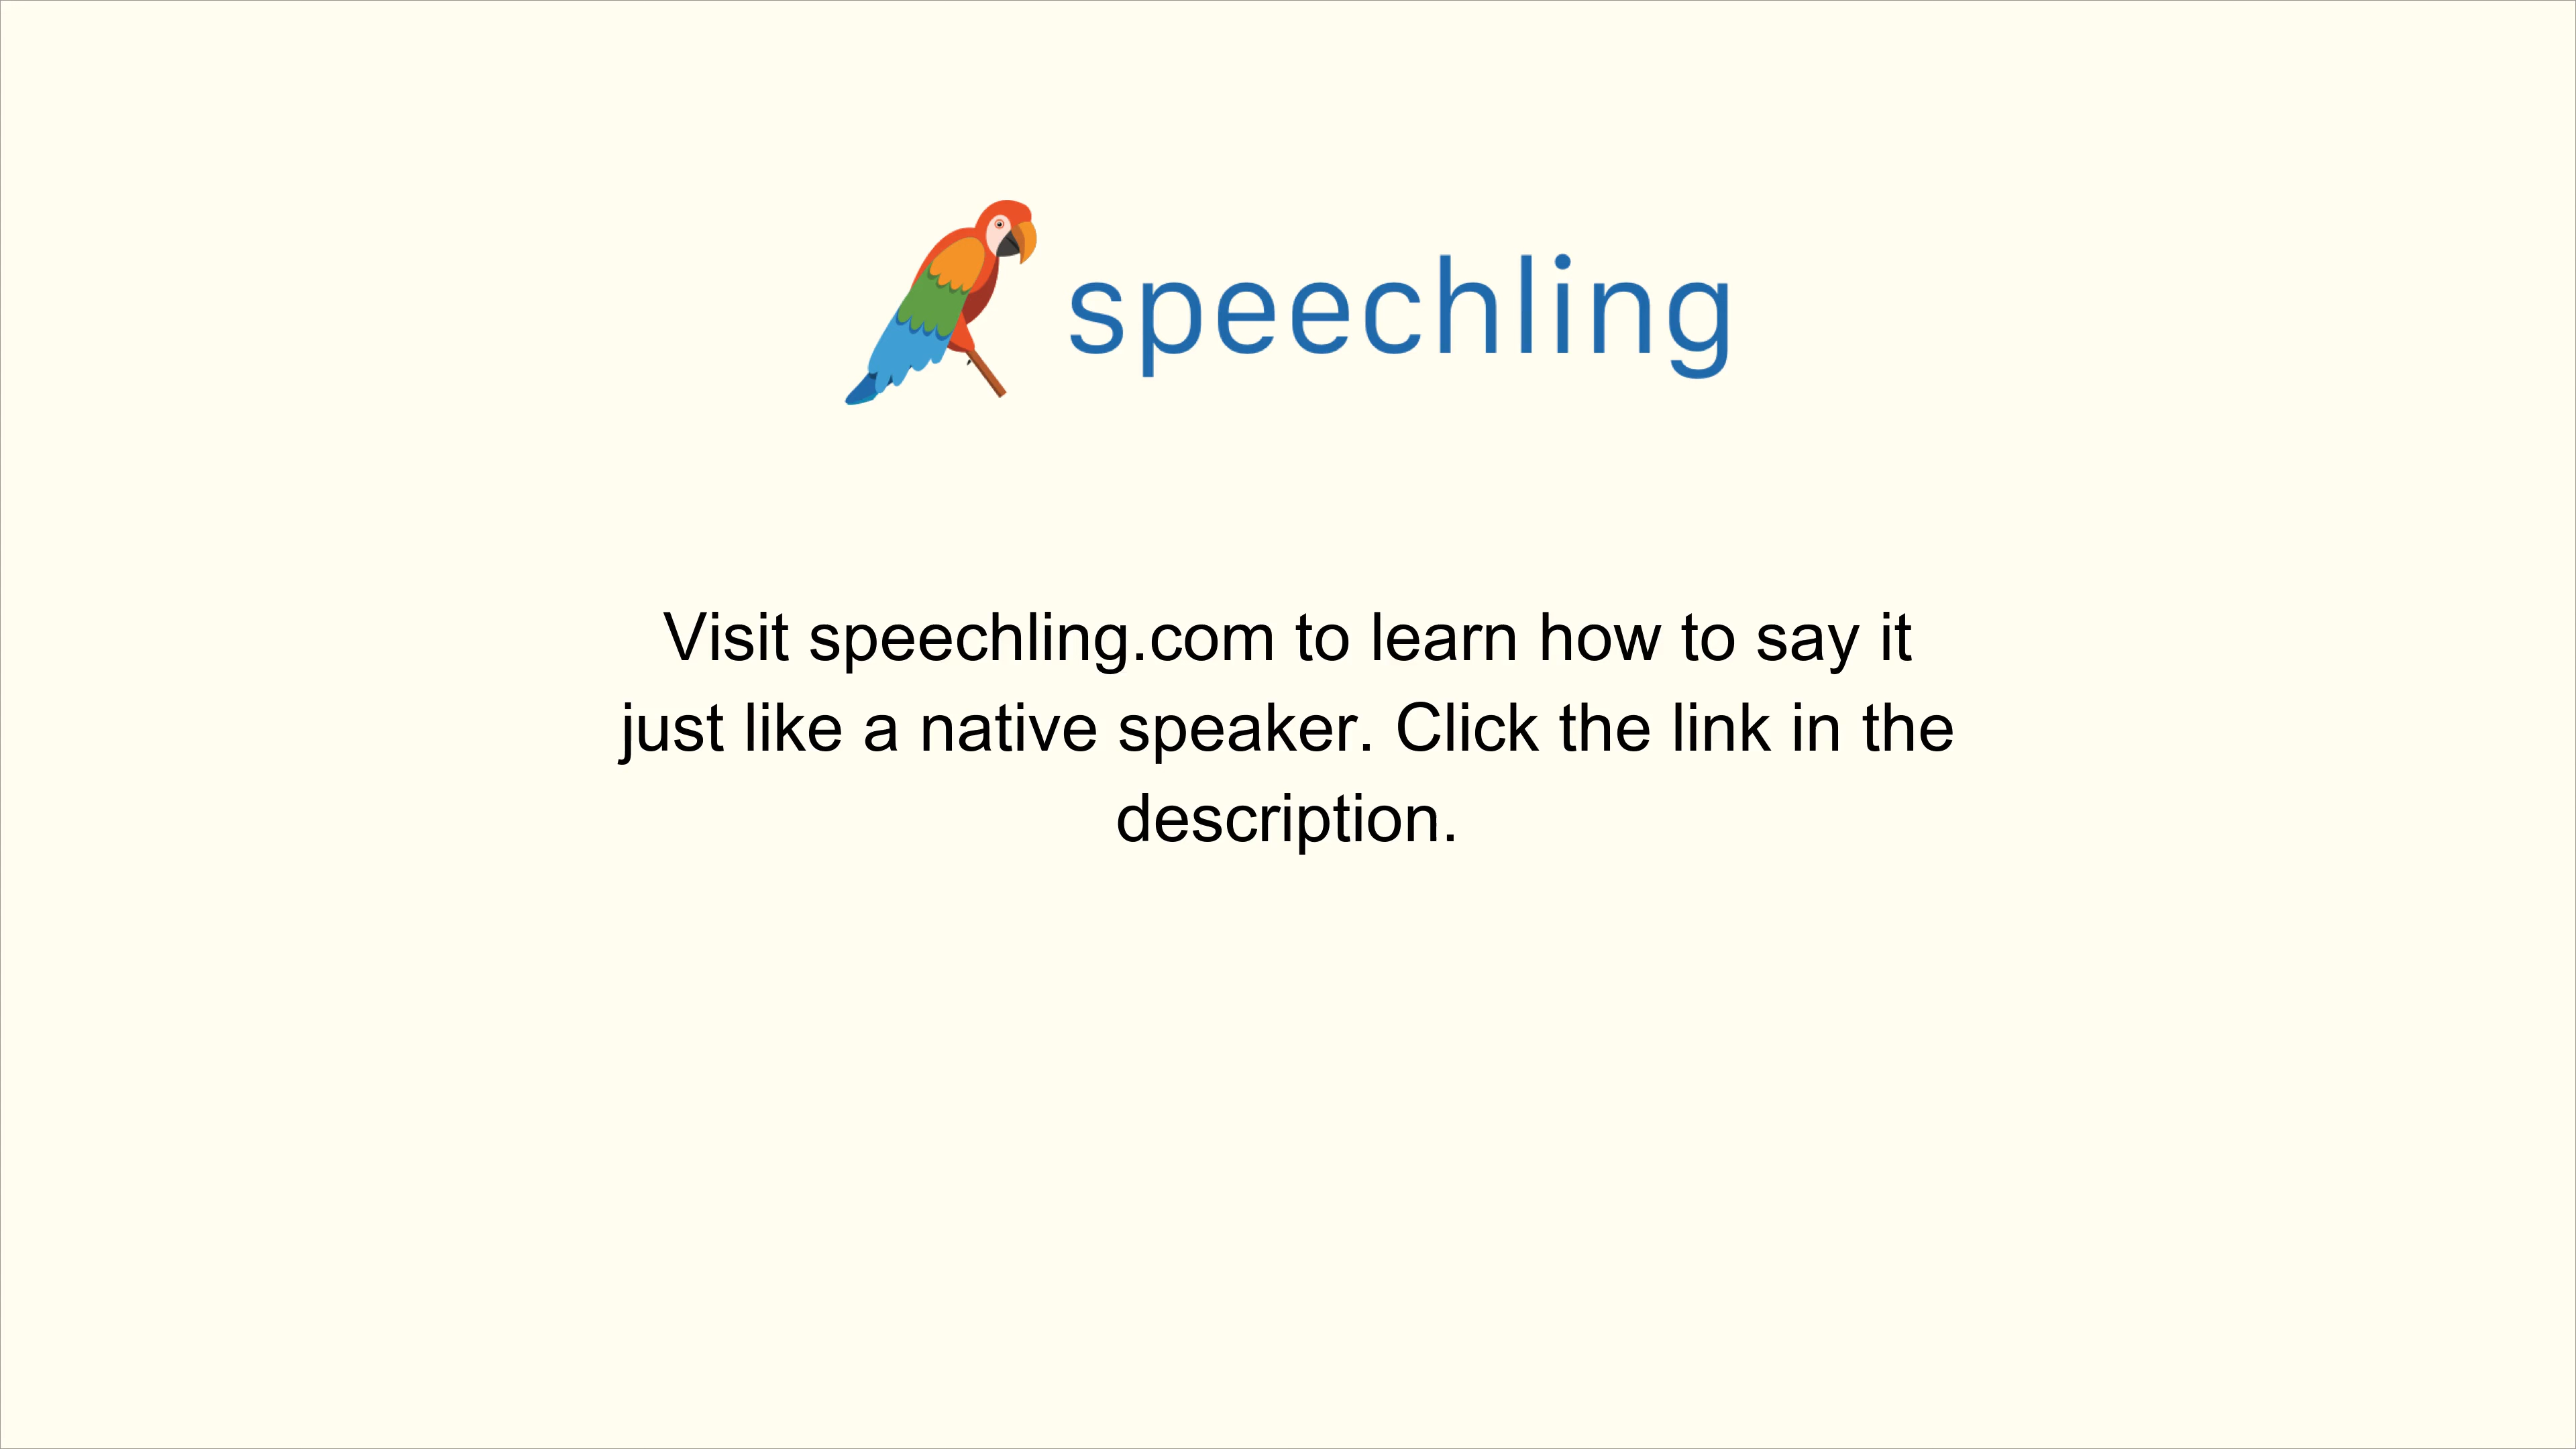 speechling
Visit speechling.com to learn how to say it
just like a native speaker. Click the link in the
description.